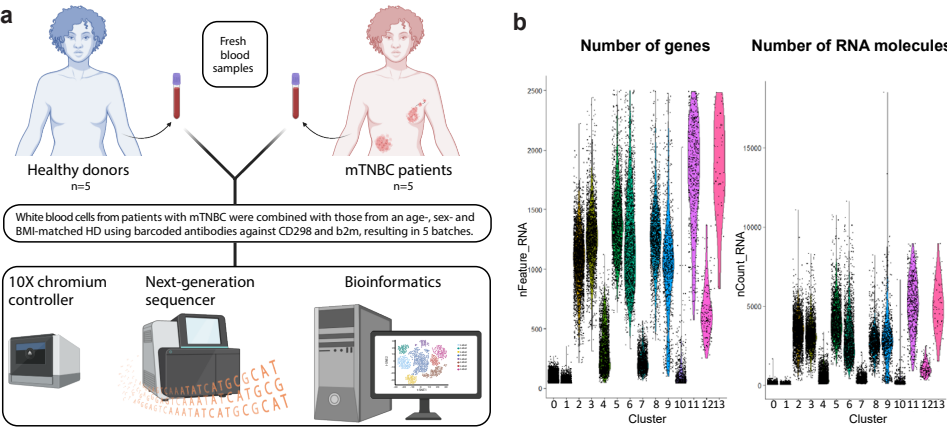 a
Fresh
blood
samples
Healthy donors
n=5
mTNBC patients
n=5
White blood cells from patients with mTNBC were combined with those from an age-, sex- and
BMI-matched HD using barcoded antibodies against CD298 and b2m, resulting in 5 batches.
10X chromium
controller
Next-generation
sequencer
Bioinformatics
b
Number of genes
nFeature_RNA
2500
2000
1500
1000
500
0
0 1 2 3 4 5 6 7 8 9 10 11 12 13
Cluster
Number of RNA molecules
nCount_RNA
15000
10000
5000
0
0 1 2 3 4 5 6 7 8 9 10 11 12 13
Cluster